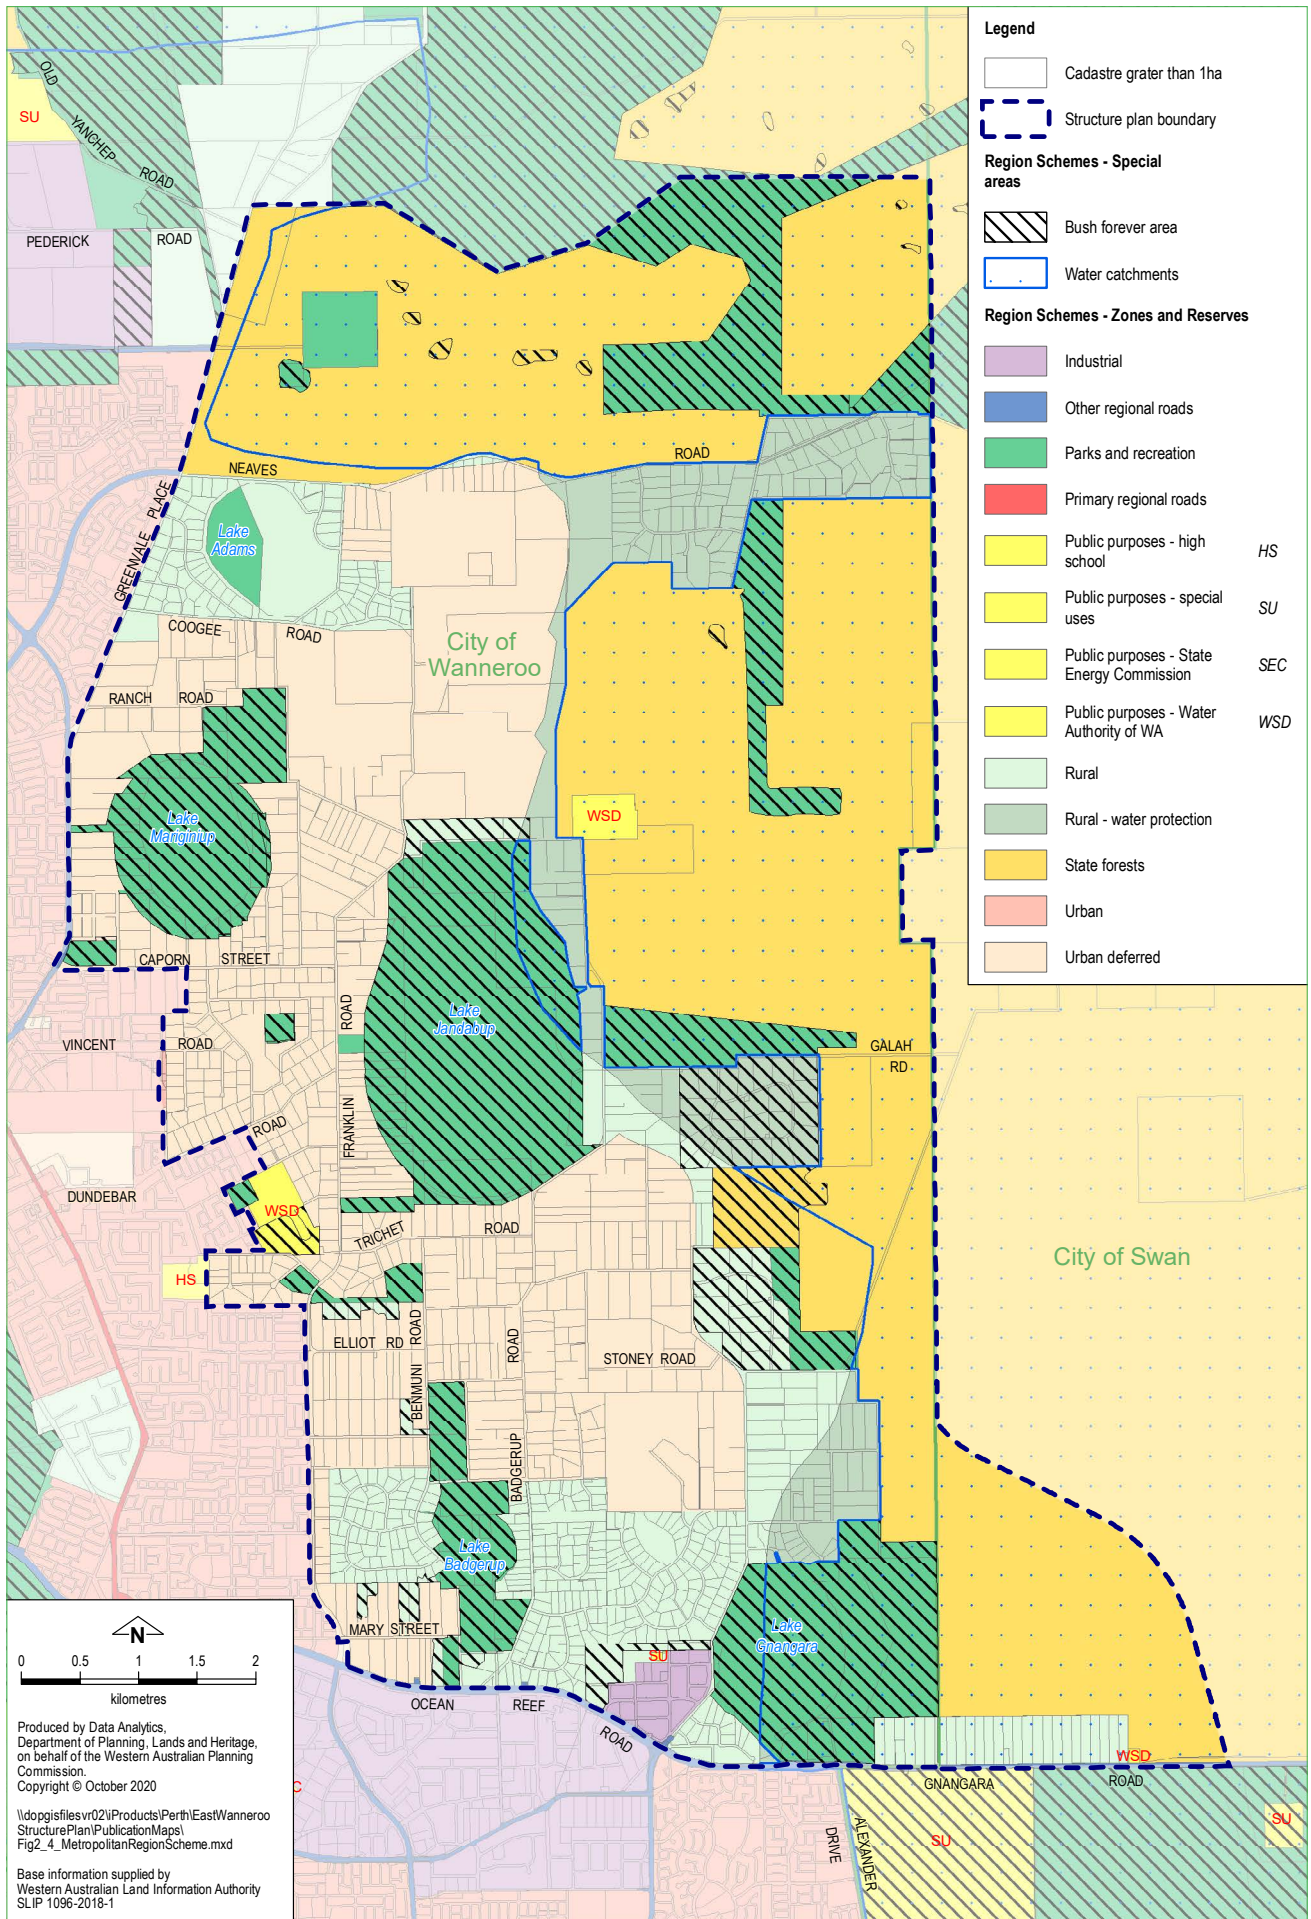 Legend
Cadastre grater than 1ha
Structure plan boundary
Region Schemes - Special
areas
Bush forever area
Water catchments
Region Schemes - Zones and Reserves
Industrial
Other regional roads
Parks and recreation
Primary regional roads
Public purposes - high
school
HS
Public purposes - special
uses
SU
Public purposes - State
Energy Commission
SEC
Public purposes - Water
Authority of WA
WSD
Rural
Rural - water protection
State forests
Urban
Urban deferred
OLD
YANCHEP
ROAD
SU
PEDERICK
ROAD
NEAVES
ROAD
GREENVALE PLACE
Lake
Adams
COOGEE
ROAD
City of
Wanneroo
RANCH ROAD
Lake
Mariginiup
WSD
CAPORN STREET
Lake
Jandabup
VINCENT
ROAD
FRANKLIN
ROAD
GALAH
RD
ROAD
DUNDEBAR
WSD
TRICHET
ROAD
HS
City of Swan
ELLIOT RD
BENMUNI
ROAD
BADGERUP
ROAD
STONEY ROAD
Lake
Badgerup
MARY STREET
Lake
Gnangara
SU
OCEAN
REEF
ROAD
WSD
GNANGARA
ROAD
ALEXANDER
DRIVE
SU
SU
C
N
0 0.5 1 1.5 2
kilometres
Produced by Data Analytics,
Department of Planning, Lands and Heritage,
on behalf of the Western Australian Planning
Commission.
Copyright © October 2020
\\dopgisfilesvr02\iProducts\Perth\EastWanneroo
StructurePlan\PublicationMaps\
Fig2_4_MetropolitanRegionScheme.mxd
Base information supplied by
Western Australian Land Information Authority
SLIP 1096-2018-1